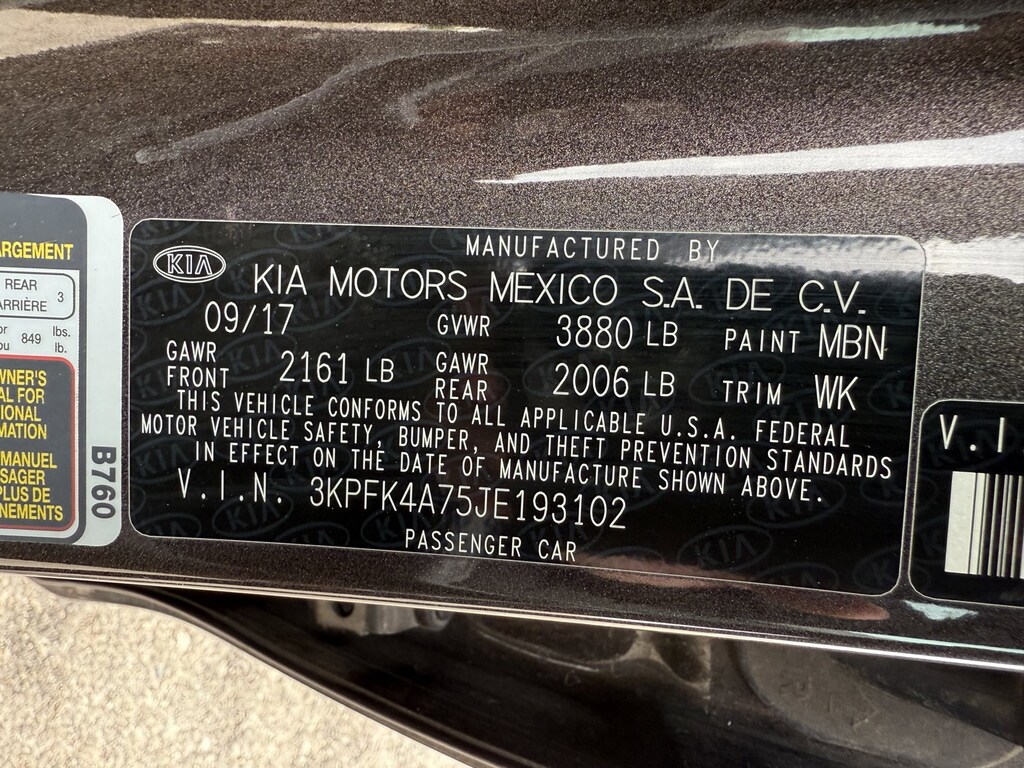 ARGEMENT
REAR 3
ARRIÈRE
849 lbs.
lb.
WNER'S
AL FOR
IONAL
MATION
MANUEL
SAGER
PLUS DE
NEMENTS
B760
MANUFACTURED BY
KIA KIA MOTORS MEXICO S.A. DE C.V.
09/17 GVWR 3880 LB PAINT MBN
GAWR FRONT 2161 LB GAWR REAR 2006 LB TRIM WK
THIS VEHICLE CONFORMS TO ALL APPLICABLE U.S.A. FEDERAL
MOTOR VEHICLE SAFETY, BUMPER, AND THEFT PREVENTION STANDARDS
IN EFFECT ON THE DATE OF MANUFACTURE SHOWN ABOVE.
V.I.N. 3KPFK4A75JE193102
PASSENGER CAR
V.I